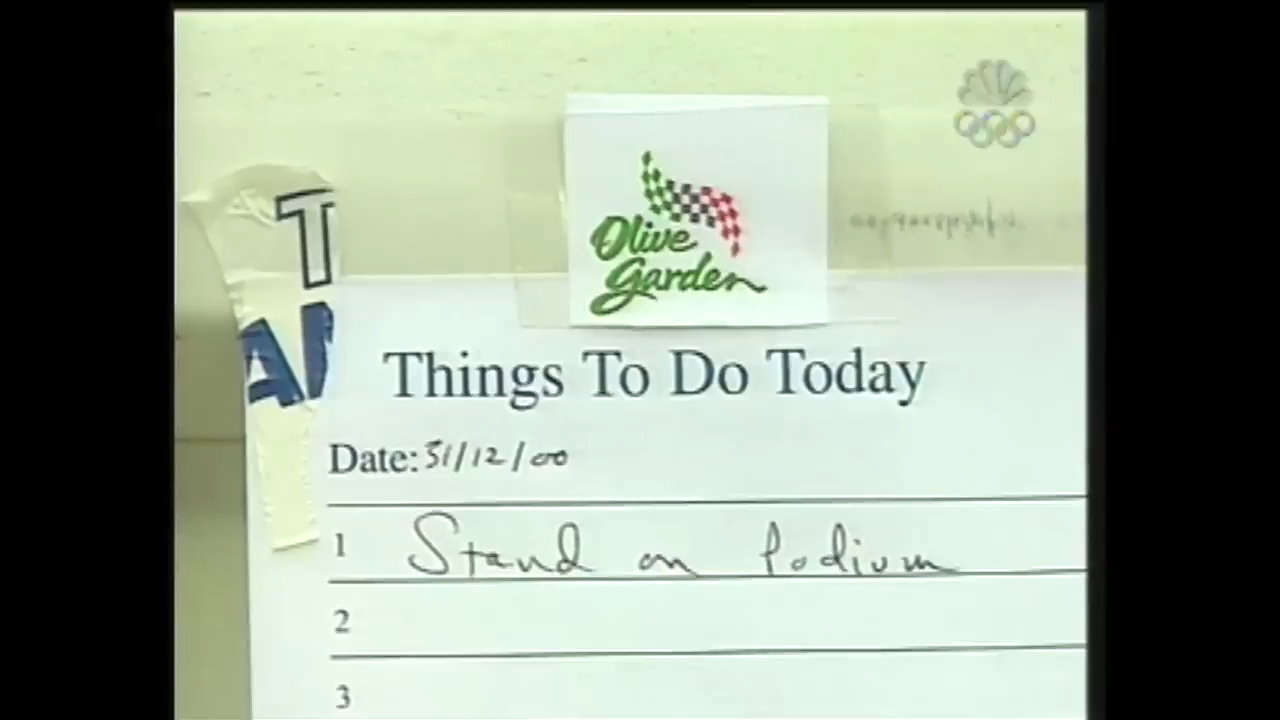 T
Olive
Garden
Things To Do Today
Date: 31/12/00
1 Stand on Podium
2
3